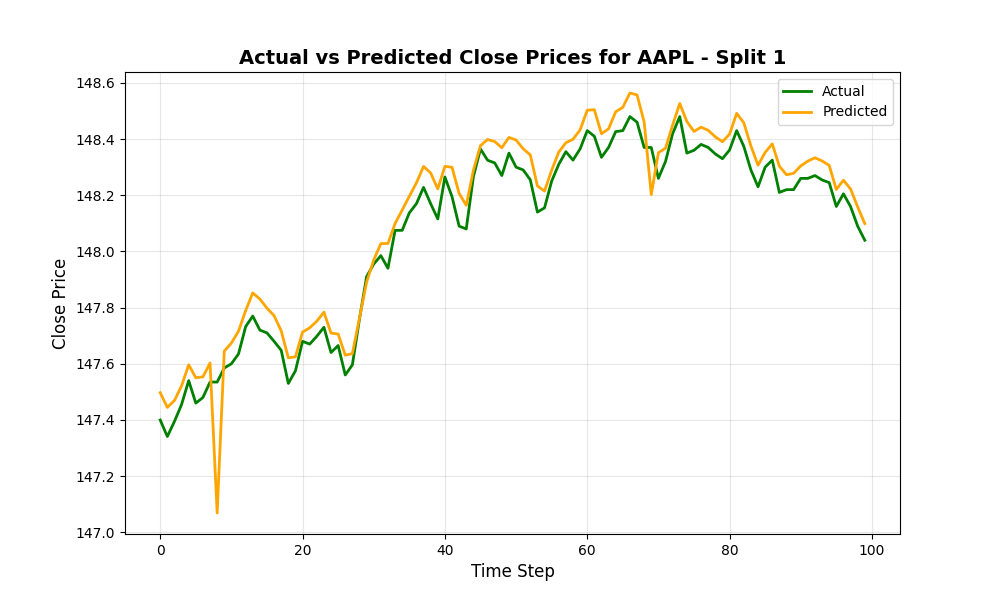 Actual vs Predicted Close Prices for AAPL - Split 1
Actual
Predicted
148.6
148.4
148.2
148.0
147.8
147.6
147.4
147.2
147.0
Close Price
0 20 40 60 80 100
Time Step